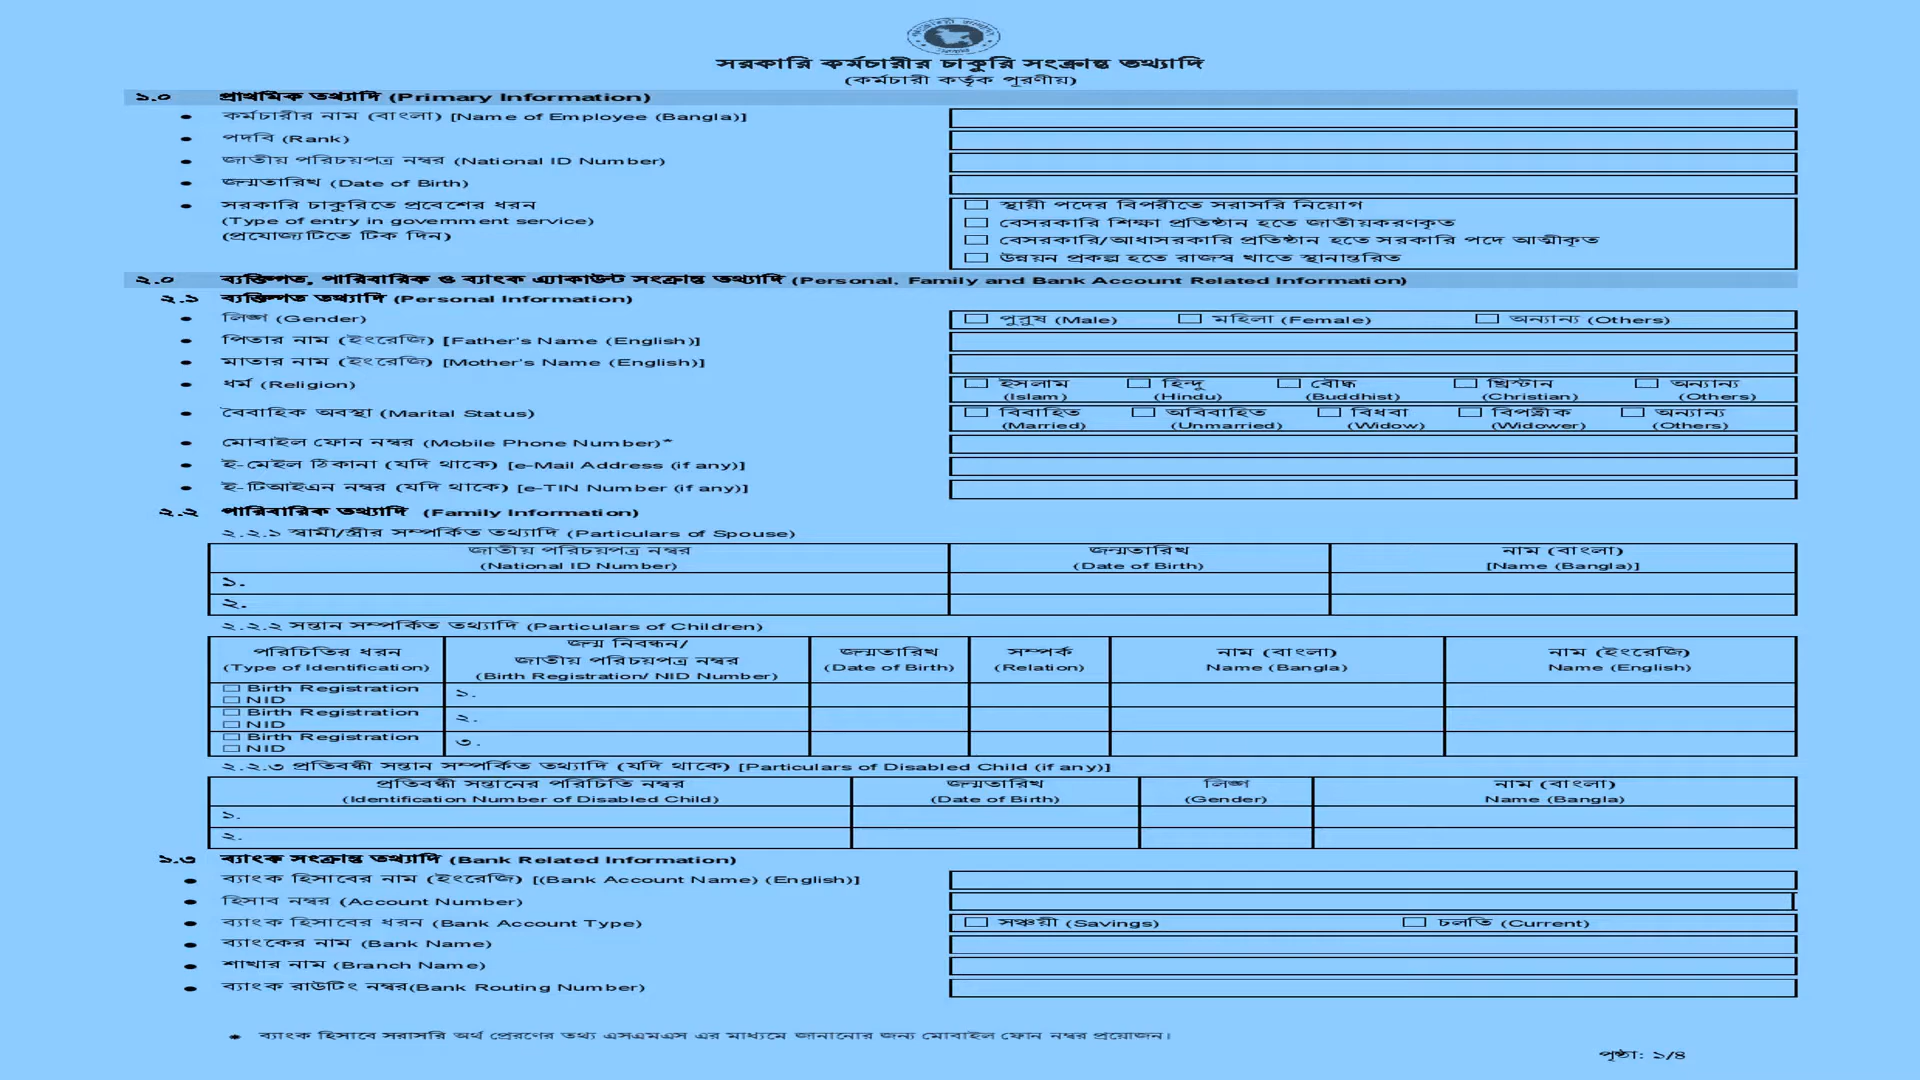 সরকারি কর্মচারীর চাকুরি সংক্রান্ত তথ্যাদি
(কর্মচারী কর্তৃক পূরণীয়)
১.০ প্রাথমিক তথ্যাদি (Primary Information)
● কর্মচারীর নাম (বাংলা) [Name of Employee (Bangla)]
● পদবি (Rank)
● জাতীয় পরিচয়পত্র নম্বর (National ID Number)
● জন্মতারিখ (Date of Birth)
● সরকারি চাকুরিতে প্রবেশের ধরন
(Type of entry in government service)
(প্রযোজ্যটিতে টিক দিন)
☐ স্থায়ী পদের বিপরীতে সরাসরি নিয়োগ
☐ বেসরকারি শিক্ষা প্রতিষ্ঠান হতে জাতীয়করণকৃত
☐ বেসরকারি/আধাসরকারি প্রতিষ্ঠান হতে সরকারি পদে আত্মীকৃত
☐ উন্নয়ন প্রকল্প হতে রাজস্ব খাতে স্থানান্তরিত
২.০ ব্যক্তিগত, পারিবারিক ও ব্যাংক এ্যাকাউন্ট সংক্রান্ত তথ্যাদি (Personal, Family and Bank Account Related Information)
২.১ ব্যক্তিগত তথ্যাদি (Personal Information)
● লিঙ্গ (Gender) ☐ পুরুষ (Male) ☐ মহিলা (Female) ☐ অন্যান্য (Others)
● পিতার নাম (ইংরেজি) [Father's Name (English)]
● মাতার নাম (ইংরেজি) [Mother's Name (English)]
● ধর্ম (Religion) ☐ ইসলাম ☐ হিন্দু ☐ বৌদ্ধ ☐ খ্রিস্টান ☐ অন্যান্য
(Islam) (Hindu) (Buddhist) (Christian) (Others)
● বৈবাহিক অবস্থা (Marital Status) ☐ বিবাহিত ☐ অবিবাহিত ☐ বিধবা ☐ বিপত্নীক ☐ অন্যান্য
(Married) (Unmarried) (Widow) (Widower) (Others)
● মোবাইল ফোন নম্বর (Mobile Phone Number)*
● ই-মেইল ঠিকানা (যদি থাকে) [e-Mail Address (if any)]
● ই-টিআইএন নম্বর (যদি থাকে) [e-TIN Number (if any)]
২.২ পারিবারিক তথ্যাদি (Family Information)
২.২.১ স্বামী/স্ত্রীর সম্পর্কিত তথ্যাদি (Particulars of Spouse)
জাতীয় পরিচয়পত্র নম্বর জন্মতারিখ নাম (বাংলা)
(National ID Number) (Date of Birth) [Name (Bangla)]
১.
২.
২.২.২ সন্তান সম্পর্কিত তথ্যাদি (Particulars of Children)
পরিচিতির ধরন
(Type of Identification)
জন্ম নিবন্ধন/
জাতীয় পরিচয়পত্র নম্বর
(Birth Registration/ NID Number)
জন্মতারিখ
(Date of Birth)
সম্পর্ক
(Relation)
নাম (বাংলা)
Name (Bangla)
নাম (ইংরেজি)
Name (English)
☐ Birth Registration
☐ NID
১.
☐ Birth Registration
☐ NID
২.
☐ Birth Registration
☐ NID
৩.
২.২.৩ প্রতিবন্ধী সন্তান সম্পর্কিত তথ্যাদি (যদি থাকে) [Particulars of Disabled Child (if any)]
প্রতিবন্ধী সন্তানের পরিচিতি নম্বর জন্মতারিখ লিঙ্গ নাম (বাংলা)
(Identification Number of Disabled Child) (Date of Birth) (Gender) Name (Bangla)
১.
২.
১.৩ ব্যাংক সংক্রান্ত তথ্যাদি (Bank Related Information)
● ব্যাংক হিসাবের নাম (ইংরেজি) [(Bank Account Name) (English)]
● হিসাব নম্বর (Account Number)
● ব্যাংক হিসাবের ধরন (Bank Account Type) ☐ সঞ্চয়ী (Savings) ☐ চলতি (Current)
● ব্যাংকের নাম (Bank Name)
● শাখার নাম (Branch Name)
● ব্যাংক রাউটিং নম্বর(Bank Routing Number)
* ব্যাংক হিসাবে সরাসরি অর্থ প্রেরণের তথ্য এসএমএস এর মাধ্যমে জানানোর জন্য মোবাইল ফোন নম্বর প্রয়োজন।
পৃষ্ঠা: ১/৪